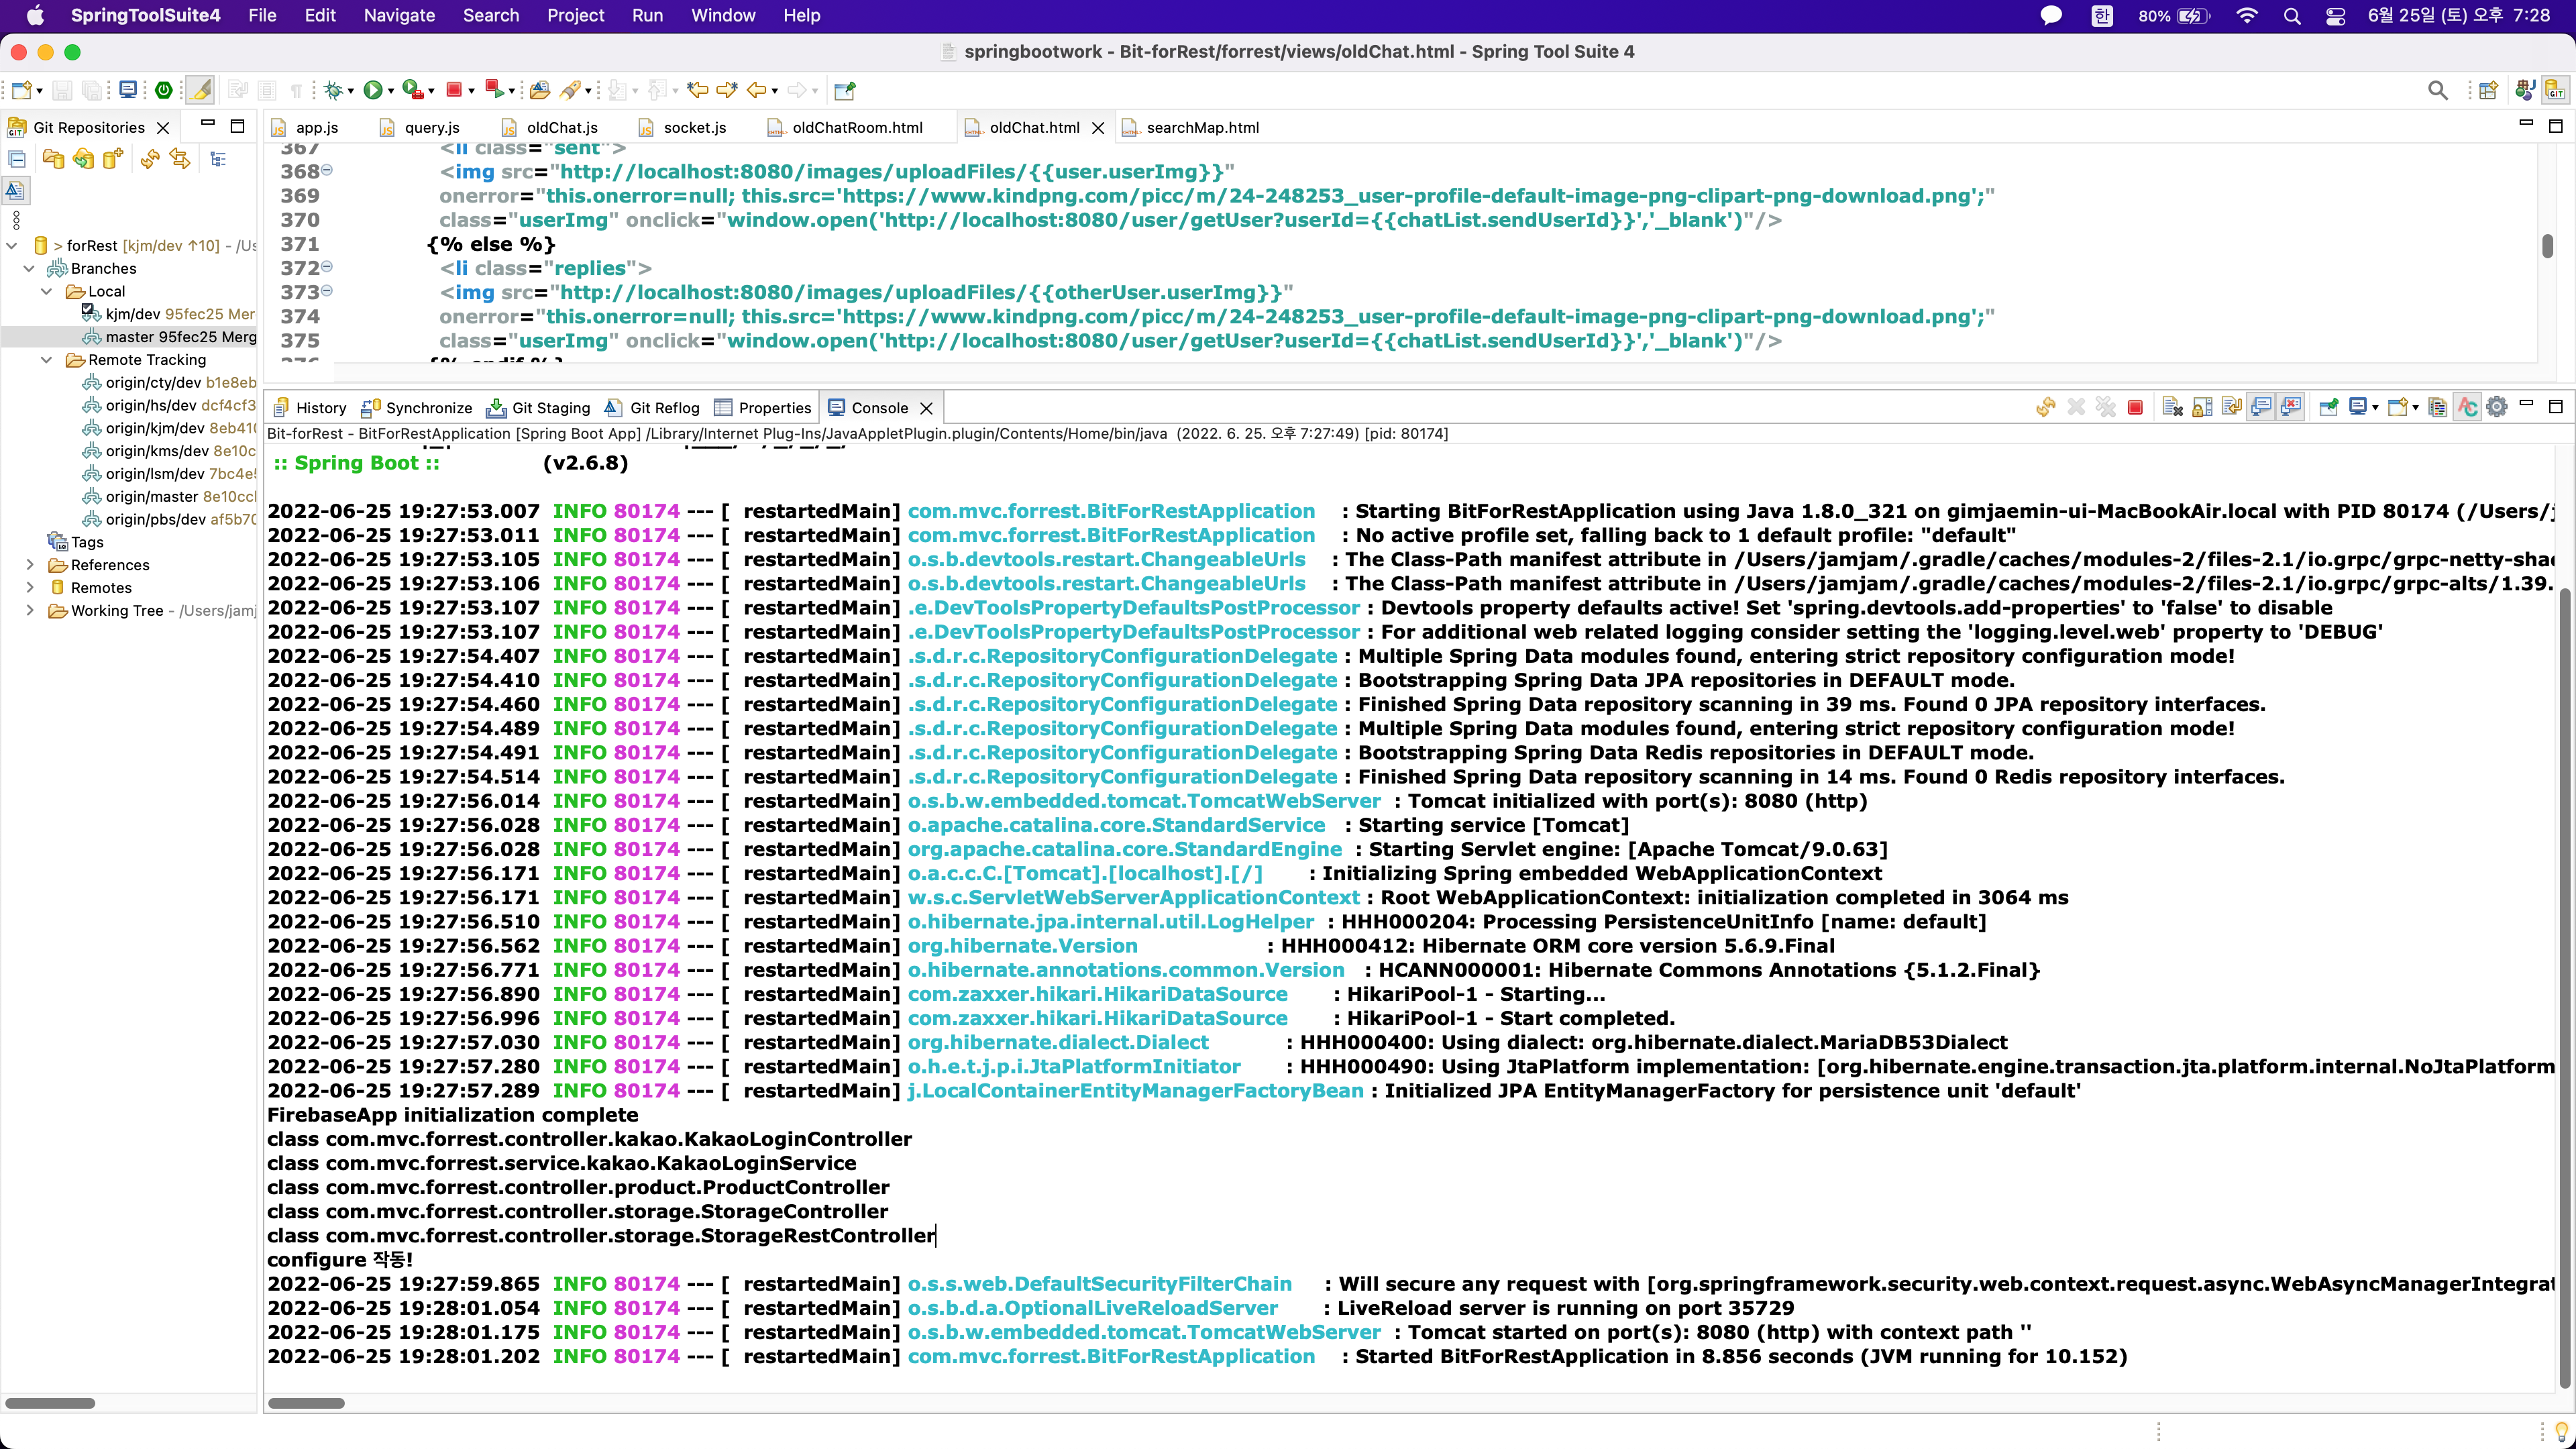 SpringToolSuite4 File Edit Navigate Search Project Run Window Help 한 80% 6월 25일 (토) 오후 7:28
springbootwork - Bit-forRest/forrest/views/oldChat.html - Spring Tool Suite 4
Git Repositories
> forRest [kjm/dev ↑10] - /Us
Branches
Local
kjm/dev 95fec25 Mer
master 95fec25 Merg
Remote Tracking
origin/cty/dev b1e8eb
origin/hs/dev dcf4cf3
origin/kjm/dev 8eb410
origin/kms/dev 8e10c
origin/lsm/dev 7bc4e5
origin/master 8e10cc
origin/pbs/dev af5b70
Tags
References
Remotes
Working Tree - /Users/jamj
app.js query.js oldChat.js socket.js oldChatRoom.html oldChat.html searchMap.html
367 <li class="sent">
368 <img src="http://localhost:8080/images/uploadFiles/{{user.userImg}}"
369 onerror="this.onerror=null; this.src='https://www.kindpng.com/picc/m/24-248253_user-profile-default-image-png-clipart-png-download.png';"
370 class="userImg" onclick="window.open('http://localhost:8080/user/getUser?userId={{chatList.sendUserId}}','_blank')"/>
371 {% else %}
372 <li class="replies">
373 <img src="http://localhost:8080/images/uploadFiles/{{otherUser.userImg}}"
374 onerror="this.onerror=null; this.src='https://www.kindpng.com/picc/m/24-248253_user-profile-default-image-png-clipart-png-download.png';"
375 class="userImg" onclick="window.open('http://localhost:8080/user/getUser?userId={{chatList.sendUserId}}','_blank')"/>
376 {% endif %}
History Synchronize Git Staging Git Reflog Properties Console
Bit-forRest - BitForRestApplication [Spring Boot App] /Library/Internet Plug-Ins/JavaAppletPlugin.plugin/Contents/Home/bin/java (2022. 6. 25. 오후 7:27:49) [pid: 80174]
:: Spring Boot :: (v2.6.8)
2022-06-25 19:27:53.007 INFO 80174 --- [ restartedMain] com.mvc.forrest.BitForRestApplication : Starting BitForRestApplication using Java 1.8.0_321 on gimjaemin-ui-MacBookAir.local with PID 80174 (/Users/j
2022-06-25 19:27:53.011 INFO 80174 --- [ restartedMain] com.mvc.forrest.BitForRestApplication : No active profile set, falling back to 1 default profile: "default"
2022-06-25 19:27:53.105 INFO 80174 --- [ restartedMain] o.s.b.devtools.restart.ChangeableUrls : The Class-Path manifest attribute in /Users/jamjam/.gradle/caches/modules-2/files-2.1/io.grpc/grpc-netty-shad
2022-06-25 19:27:53.106 INFO 80174 --- [ restartedMain] o.s.b.devtools.restart.ChangeableUrls : The Class-Path manifest attribute in /Users/jamjam/.gradle/caches/modules-2/files-2.1/io.grpc/grpc-alts/1.39.
2022-06-25 19:27:53.107 INFO 80174 --- [ restartedMain] .e.DevToolsPropertyDefaultsPostProcessor : Devtools property defaults active! Set 'spring.devtools.add-properties' to 'false' to disable
2022-06-25 19:27:53.107 INFO 80174 --- [ restartedMain] .e.DevToolsPropertyDefaultsPostProcessor : For additional web related logging consider setting the 'logging.level.web' property to 'DEBUG'
2022-06-25 19:27:54.407 INFO 80174 --- [ restartedMain] .s.d.r.c.RepositoryConfigurationDelegate : Multiple Spring Data modules found, entering strict repository configuration mode!
2022-06-25 19:27:54.410 INFO 80174 --- [ restartedMain] .s.d.r.c.RepositoryConfigurationDelegate : Bootstrapping Spring Data JPA repositories in DEFAULT mode.
2022-06-25 19:27:54.460 INFO 80174 --- [ restartedMain] .s.d.r.c.RepositoryConfigurationDelegate : Finished Spring Data repository scanning in 39 ms. Found 0 JPA repository interfaces.
2022-06-25 19:27:54.489 INFO 80174 --- [ restartedMain] .s.d.r.c.RepositoryConfigurationDelegate : Multiple Spring Data modules found, entering strict repository configuration mode!
2022-06-25 19:27:54.491 INFO 80174 --- [ restartedMain] .s.d.r.c.RepositoryConfigurationDelegate : Bootstrapping Spring Data Redis repositories in DEFAULT mode.
2022-06-25 19:27:54.514 INFO 80174 --- [ restartedMain] .s.d.r.c.RepositoryConfigurationDelegate : Finished Spring Data repository scanning in 14 ms. Found 0 Redis repository interfaces.
2022-06-25 19:27:56.014 INFO 80174 --- [ restartedMain] o.s.b.w.embedded.tomcat.TomcatWebServer : Tomcat initialized with port(s): 8080 (http)
2022-06-25 19:27:56.028 INFO 80174 --- [ restartedMain] o.apache.catalina.core.StandardService : Starting service [Tomcat]
2022-06-25 19:27:56.028 INFO 80174 --- [ restartedMain] org.apache.catalina.core.StandardEngine : Starting Servlet engine: [Apache Tomcat/9.0.63]
2022-06-25 19:27:56.171 INFO 80174 --- [ restartedMain] o.a.c.c.C.[Tomcat].[localhost].[/] : Initializing Spring embedded WebApplicationContext
2022-06-25 19:27:56.171 INFO 80174 --- [ restartedMain] w.s.c.ServletWebServerApplicationContext : Root WebApplicationContext: initialization completed in 3064 ms
2022-06-25 19:27:56.510 INFO 80174 --- [ restartedMain] o.hibernate.jpa.internal.util.LogHelper : HHH000204: Processing PersistenceUnitInfo [name: default]
2022-06-25 19:27:56.562 INFO 80174 --- [ restartedMain] org.hibernate.Version : HHH000412: Hibernate ORM core version 5.6.9.Final
2022-06-25 19:27:56.771 INFO 80174 --- [ restartedMain] o.hibernate.annotations.common.Version : HCANN000001: Hibernate Commons Annotations {5.1.2.Final}
2022-06-25 19:27:56.890 INFO 80174 --- [ restartedMain] com.zaxxer.hikari.HikariDataSource : HikariPool-1 - Starting...
2022-06-25 19:27:56.996 INFO 80174 --- [ restartedMain] com.zaxxer.hikari.HikariDataSource : HikariPool-1 - Start completed.
2022-06-25 19:27:57.030 INFO 80174 --- [ restartedMain] org.hibernate.dialect.Dialect : HHH000400: Using dialect: org.hibernate.dialect.MariaDB53Dialect
2022-06-25 19:27:57.280 INFO 80174 --- [ restartedMain] o.h.e.t.j.p.i.JtaPlatformInitiator : HHH000490: Using JtaPlatform implementation: [org.hibernate.engine.transaction.jta.platform.internal.NoJtaPlatform
2022-06-25 19:27:57.289 INFO 80174 --- [ restartedMain] j.LocalContainerEntityManagerFactoryBean : Initialized JPA EntityManagerFactory for persistence unit 'default'
FirebaseApp initialization complete
class com.mvc.forrest.controller.kakao.KakaoLoginController
class com.mvc.forrest.service.kakao.KakaoLoginService
class com.mvc.forrest.controller.product.ProductController
class com.mvc.forrest.controller.storage.StorageController
class com.mvc.forrest.controller.storage.StorageRestController
configure 작동!
2022-06-25 19:27:59.865 INFO 80174 --- [ restartedMain] o.s.s.web.DefaultSecurityFilterChain : Will secure any request with [org.springframework.security.web.context.request.async.WebAsyncManagerIntegrat
2022-06-25 19:28:01.054 INFO 80174 --- [ restartedMain] o.s.b.d.a.OptionalLiveReloadServer : LiveReload server is running on port 35729
2022-06-25 19:28:01.175 INFO 80174 --- [ restartedMain] o.s.b.w.embedded.tomcat.TomcatWebServer : Tomcat started on port(s): 8080 (http) with context path ''
2022-06-25 19:28:01.202 INFO 80174 --- [ restartedMain] com.mvc.forrest.BitForRestApplication : Started BitForRestApplication in 8.856 seconds (JVM running for 10.152)